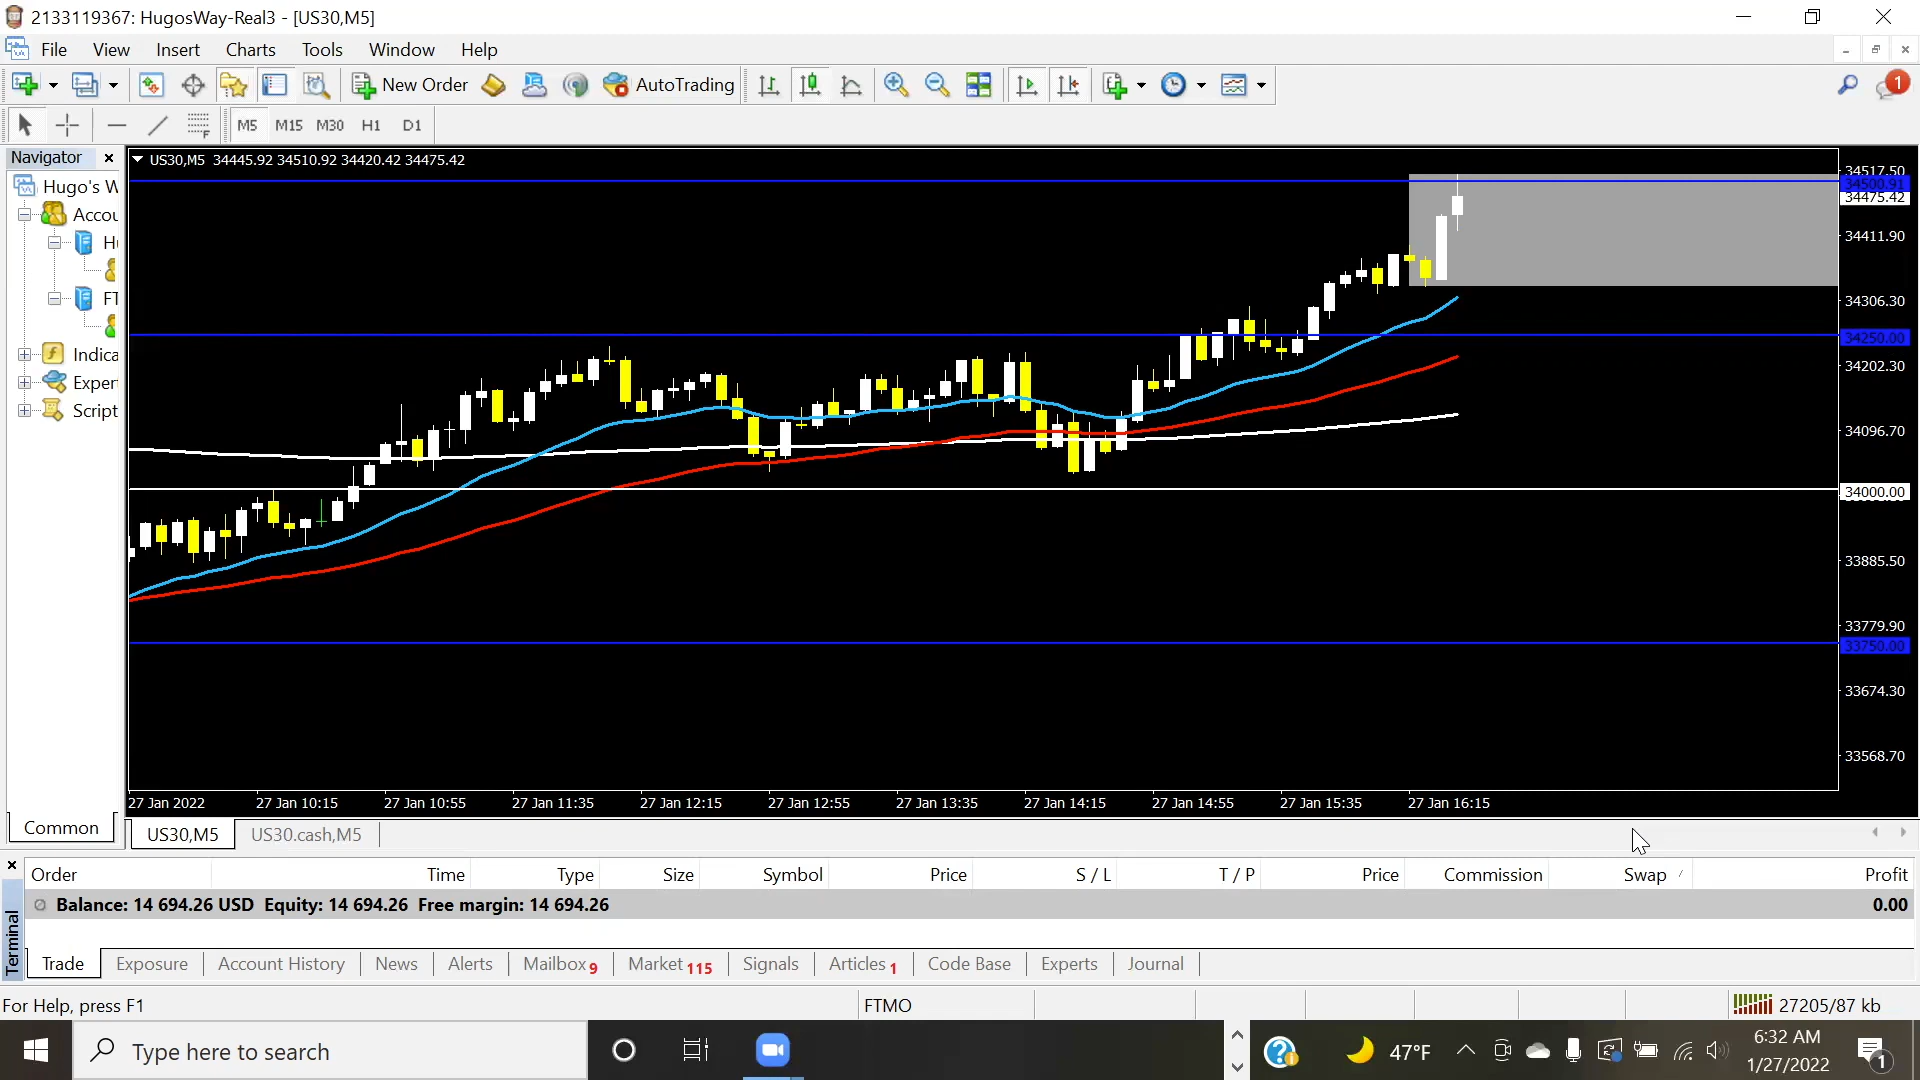 2133119367: HugosWay-Real3 - [US30,M5]
File View Insert Charts Tools Window Help
New Order AutoTrading 1
M5 M15 M30 H1 D1
Navigator
Hugo's W
Accou
H
FT
Indica
Exper
Script
Common
US30,M5 34445.92 34510.92 34420.42 34475.42
34517.50
34500.91
34475.42
34411.90
34306.30
34250.00
34202.30
34096.70
34000.00
33885.50
33779.90
33750.00
33674.30
33568.70
27 Jan 2022 27 Jan 10:15 27 Jan 10:55 27 Jan 11:35 27 Jan 12:15 27 Jan 12:55 27 Jan 13:35 27 Jan 14:15 27 Jan 14:55 27 Jan 15:35 27 Jan 16:15
US30,M5 US30.cash,M5
Order Time Type Size Symbol Price S / L T / P Price Commission Swap Profit
Balance: 14 694.26 USD Equity: 14 694.26 Free margin: 14 694.26 0.00
Terminal
Trade Exposure Account History News Alerts Mailbox 9 Market 115 Signals Articles 1 Code Base Experts Journal
For Help, press F1 FTMO 27205/87 kb
Type here to search 47°F 6:32 AM
1/27/2022 1